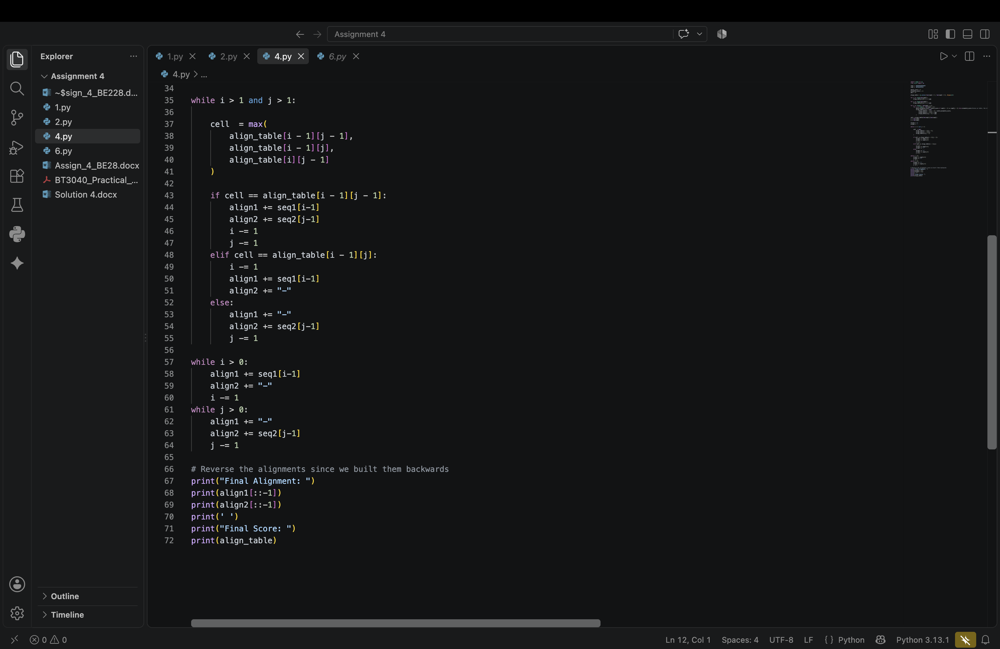 Assignment 4
Explorer
Assignment 4
~$sign_4_BE228.d...
1.py
2.py
4.py
6.py
Assign_4_BE28.docx
BT3040_Practical_...
Solution 4.docx
Outline
Timeline
1.py
2.py
4.py
6.py
4.py > ...
34
35 while i > 1 and j > 1:
36
37     cell  = max(
38         align_table[i - 1][j - 1],
39         align_table[i - 1][j],
40         align_table[i][j - 1]
41     )
42
43     if cell == align_table[i - 1][j - 1]:
44         align1 += seq1[i-1]
45         align2 += seq2[j-1]
46         i -= 1
47         j -= 1
48     elif cell == align_table[i - 1][j]:
49         i -= 1
50         align1 += seq1[i-1]
51         align2 += "-"
52     else:
53         align1 += "-"
54         align2 += seq2[j-1]
55         j -= 1
56
57 while i > 0:
58     align1 += seq1[i-1]
59     align2 += "-"
60     i -= 1
61 while j > 0:
62     align1 += "-"
63     align2 += seq2[j-1]
64     j -= 1
65
66 # Reverse the alignments since we built them backwards
67 print("Final Alignment: ")
68 print(align1[::-1])
69 print(align2[::-1])
70 print(' ')
71 print("Final Score: ")
72 print(align_table)
0 0
Ln 12, Col 1 Spaces: 4 UTF-8 LF {} Python Python 3.13.1